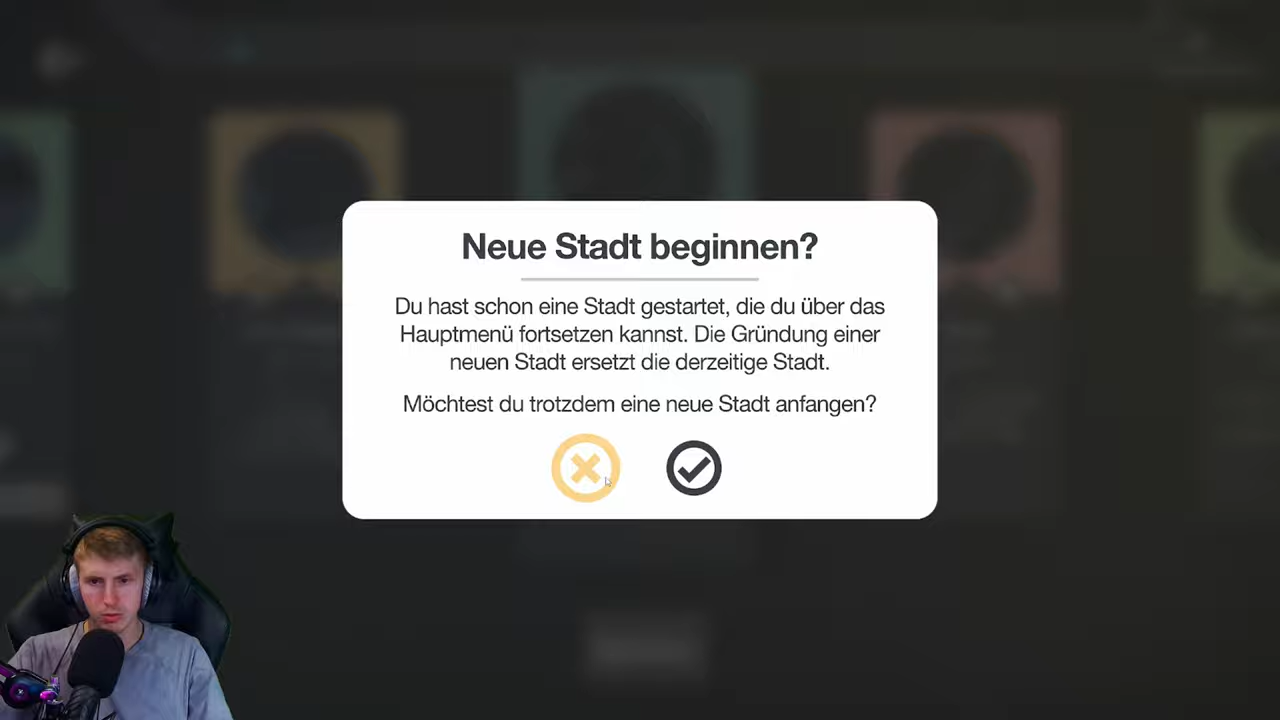 Neue Stadt beginnen?
Du hast schon eine Stadt gestartet, die du über das
Hauptmenü fortsetzen kannst. Die Gründung einer
neuen Stadt ersetzt die derzeitige Stadt.
Möchtest du trotzdem eine neue Stadt anfangen?